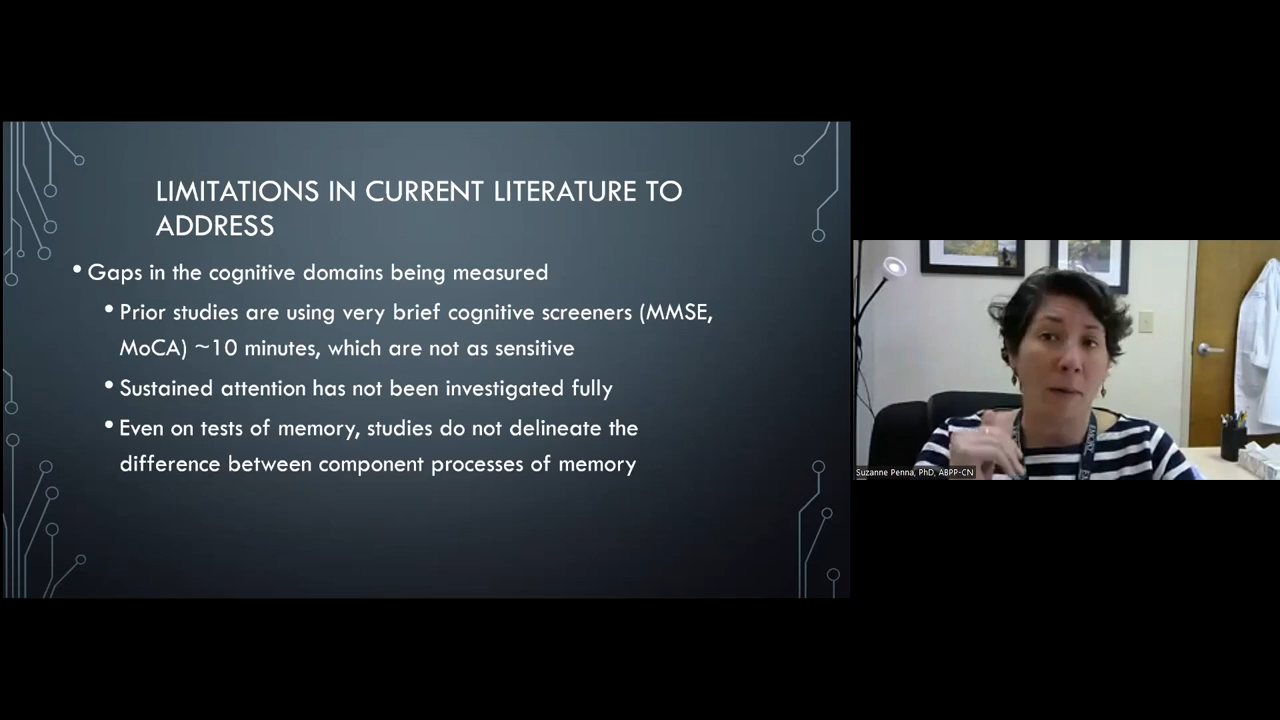 LIMITATIONS IN CURRENT LITERATURE TO
ADDRESS
• Gaps in the cognitive domains being measured
• Prior studies are using very brief cognitive screeners (MMSE,
MoCA) ~10 minutes, which are not as sensitive
• Sustained attention has not been investigated fully
• Even on tests of memory, studies do not delineate the
difference between component processes of memory
Suzanne Penna, PhD, ABPP-CN
EMORY